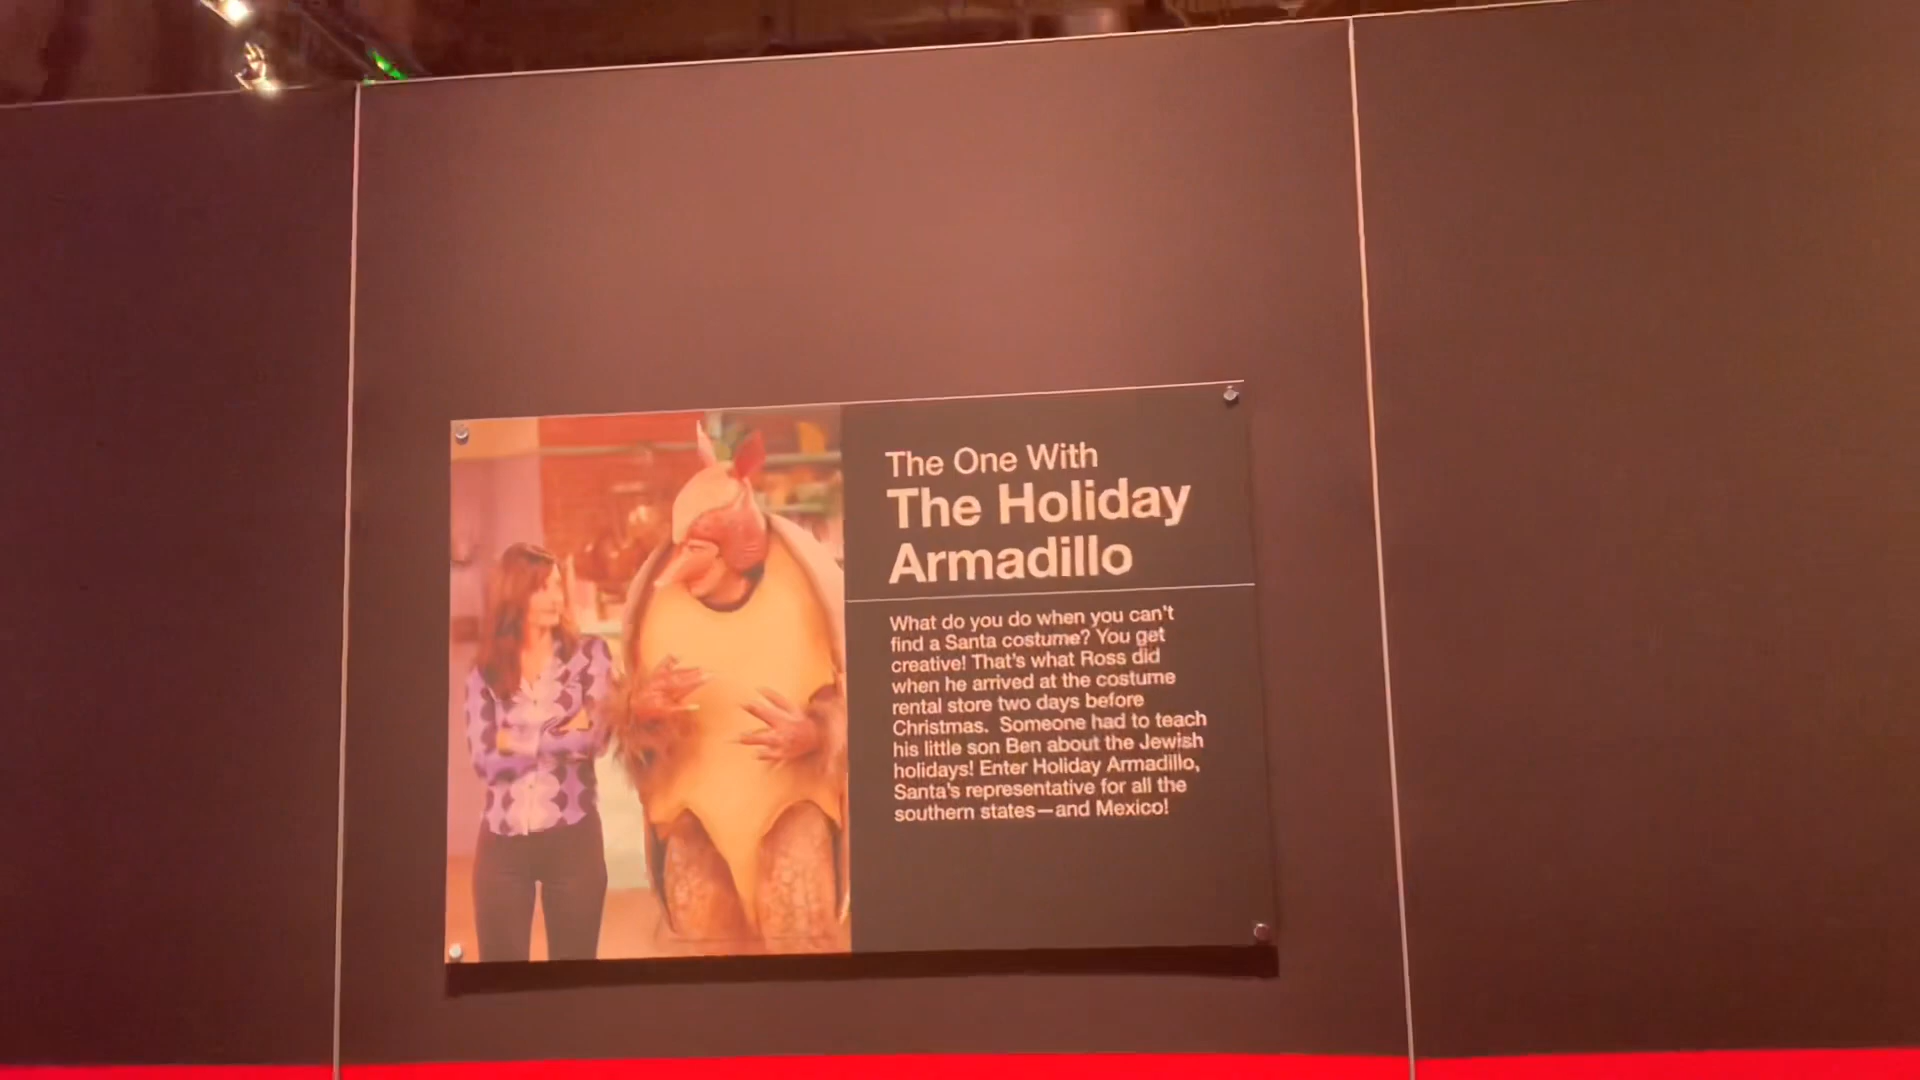 The One With
The Holiday
Armadillo
What do you do when you can't
find a Santa costume? You get
creative! That's what Ross did
when he arrived at the costume
rental store two days before
Christmas. Someone had to teach
his little son Ben about the Jewish
holidays! Enter Holiday Armadillo,
Santa's representative for all the
southern states—and Mexico!